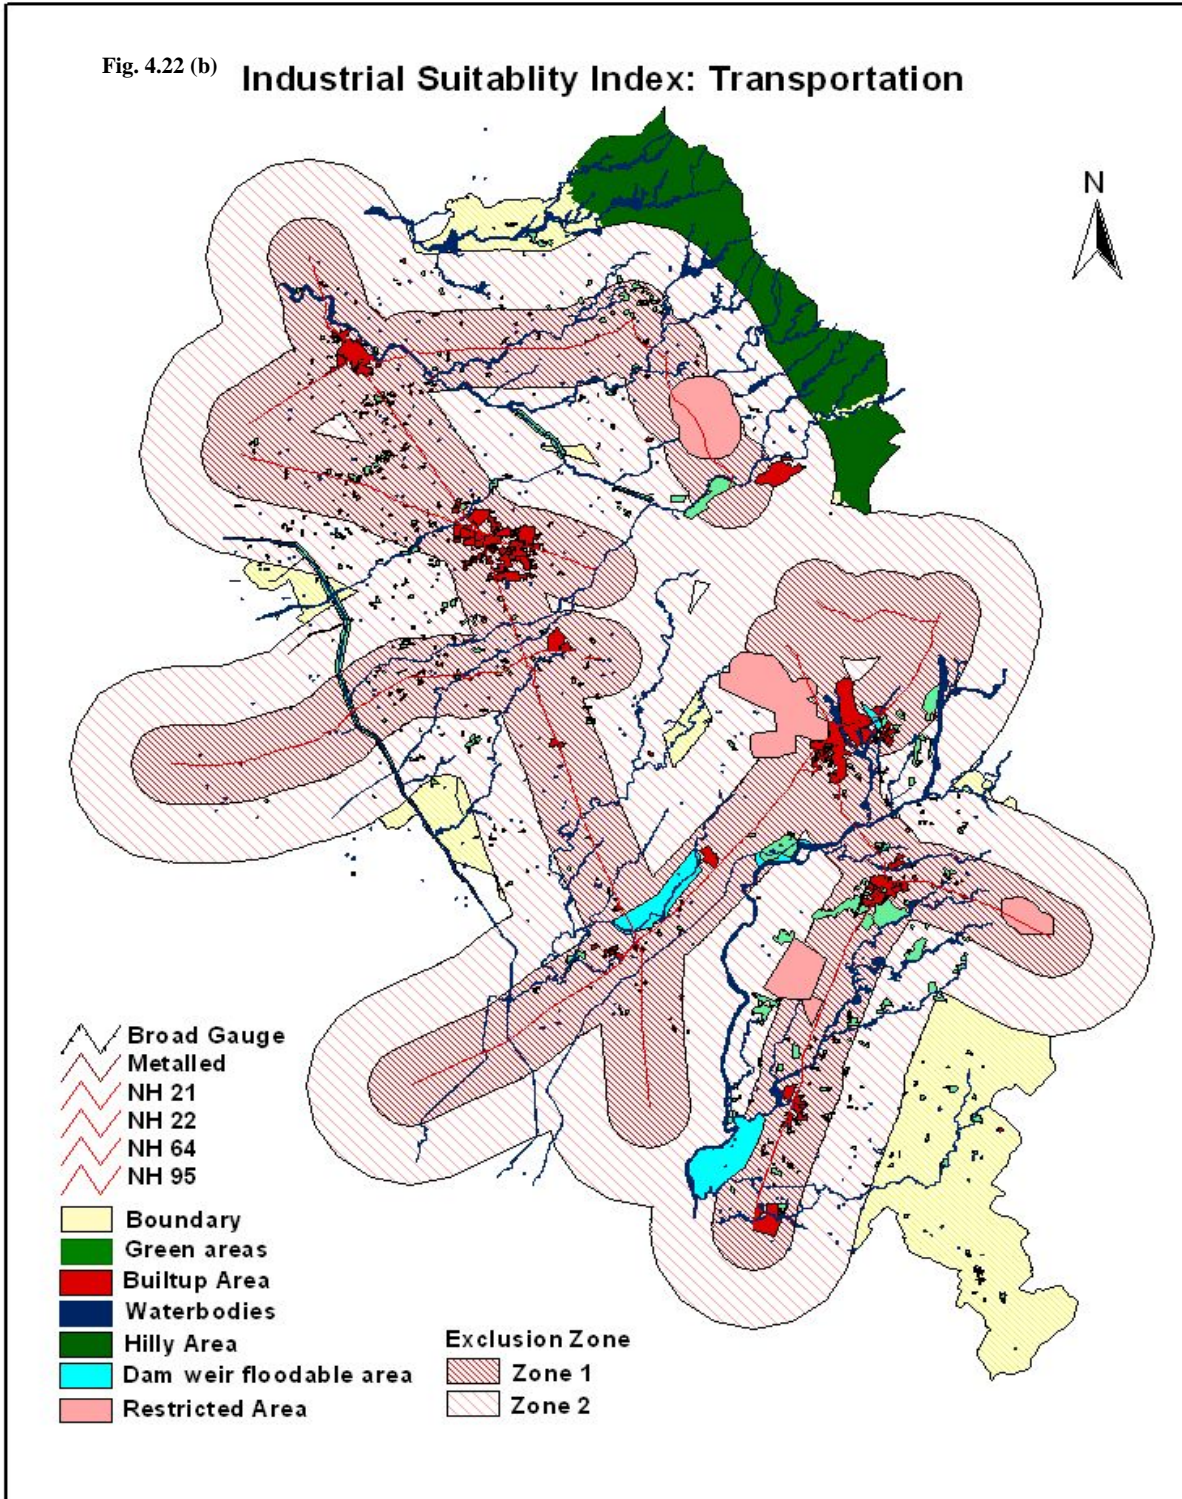 Fig. 4.22 (b)
Industrial Suitablity Index: Transportation
N
Broad Gauge
Metalled
NH 21
NH 22
NH 64
NH 95
Boundary
Green areas
Builtup Area
Waterbodies
Hilly Area
Dam weir floodable area
Restricted Area
Exclusion Zone
Zone 1
Zone 2